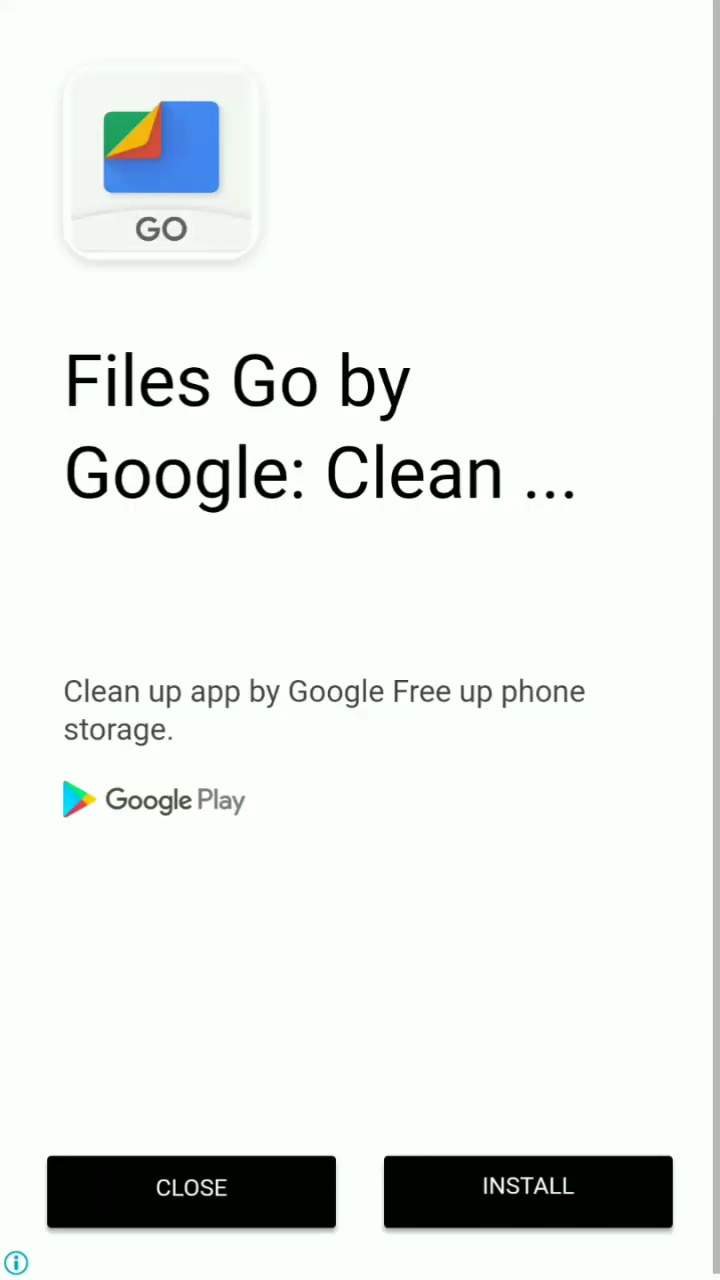 GO
Files Go by
Google: Clean ...
Clean up app by Google Free up phone
storage.
Google Play
CLOSE
INSTALL